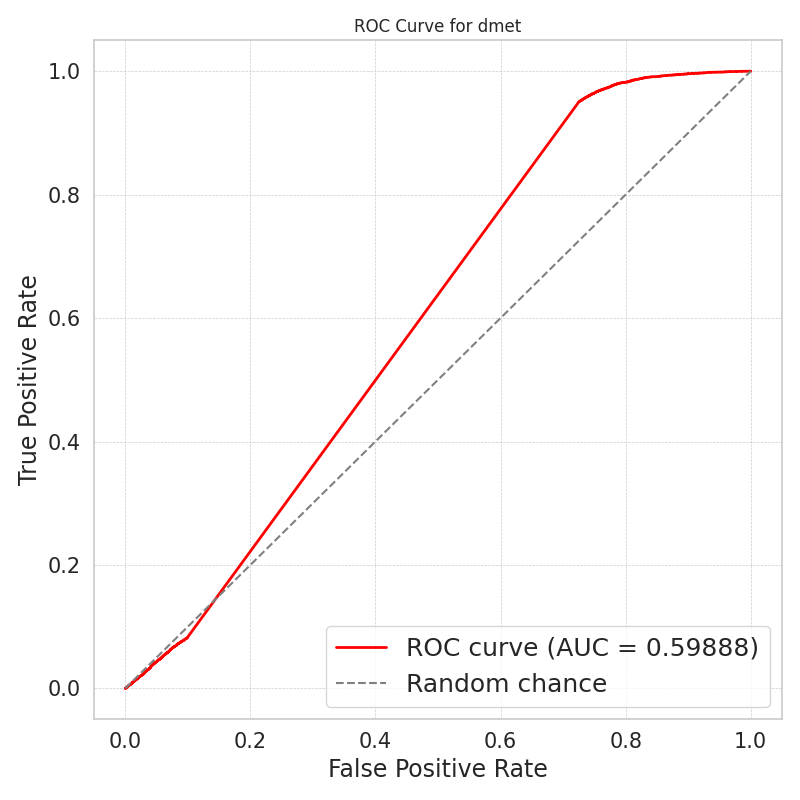 ROC Curve for dmet
1.0
0.8
0.6
0.4
0.2
0.0
True Positive Rate
ROC curve (AUC = 0.59888)
Random chance
0.0 0.2 0.4 0.6 0.8 1.0
False Positive Rate